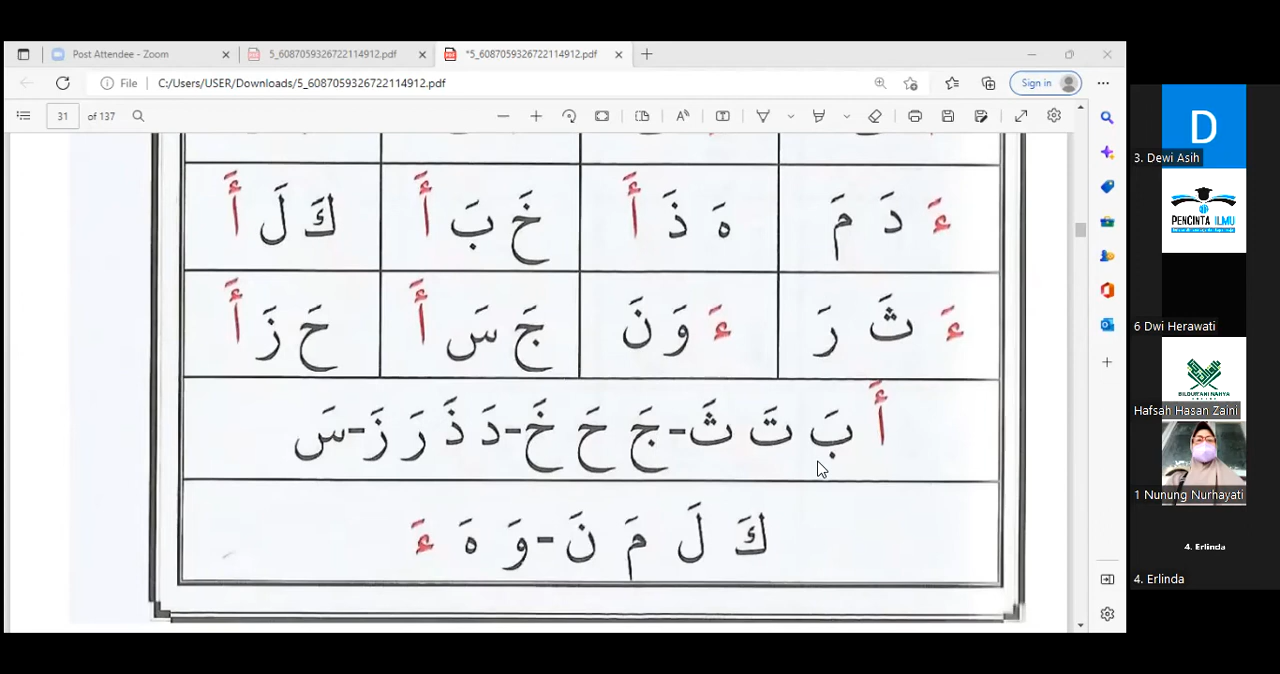 Post Attendee - Zoom
5_6087059326722114912.pdf
*5_6087059326722114912.pdf
File
C:/Users/USER/Downloads/5_6087059326722114912.pdf
Sign in
31 of 137
ءَ دَ مَ
هَ ذَ أَ
خَ بَ أَ
كَ لَ أَ
ءَ ثَ رَ
ءَ وَ نَ
جَ سَ أَ
حَ زَ أَ
أَ بَ تَ ثَ-جَ حَ خَ-دَ ذَ رَ زَ-سَ
كَ لَ مَ نَ-وَ هَ ءَ
D
3. Dewi Asih
PENCINTA ILMU
6 Dwi Herawati
Hafsah Hasan Zaini
1 Nunung Nurhayati
4. Erlinda
4. Erlinda